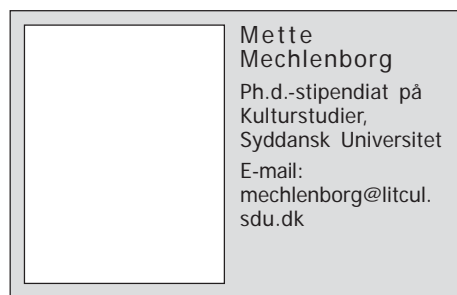 Mette
Mechlenborg
Ph.d.-stipendiat på
Kulturstudier,
Syddansk Universitet
E-mail:
mechlenborg@litcul.
sdu.dk